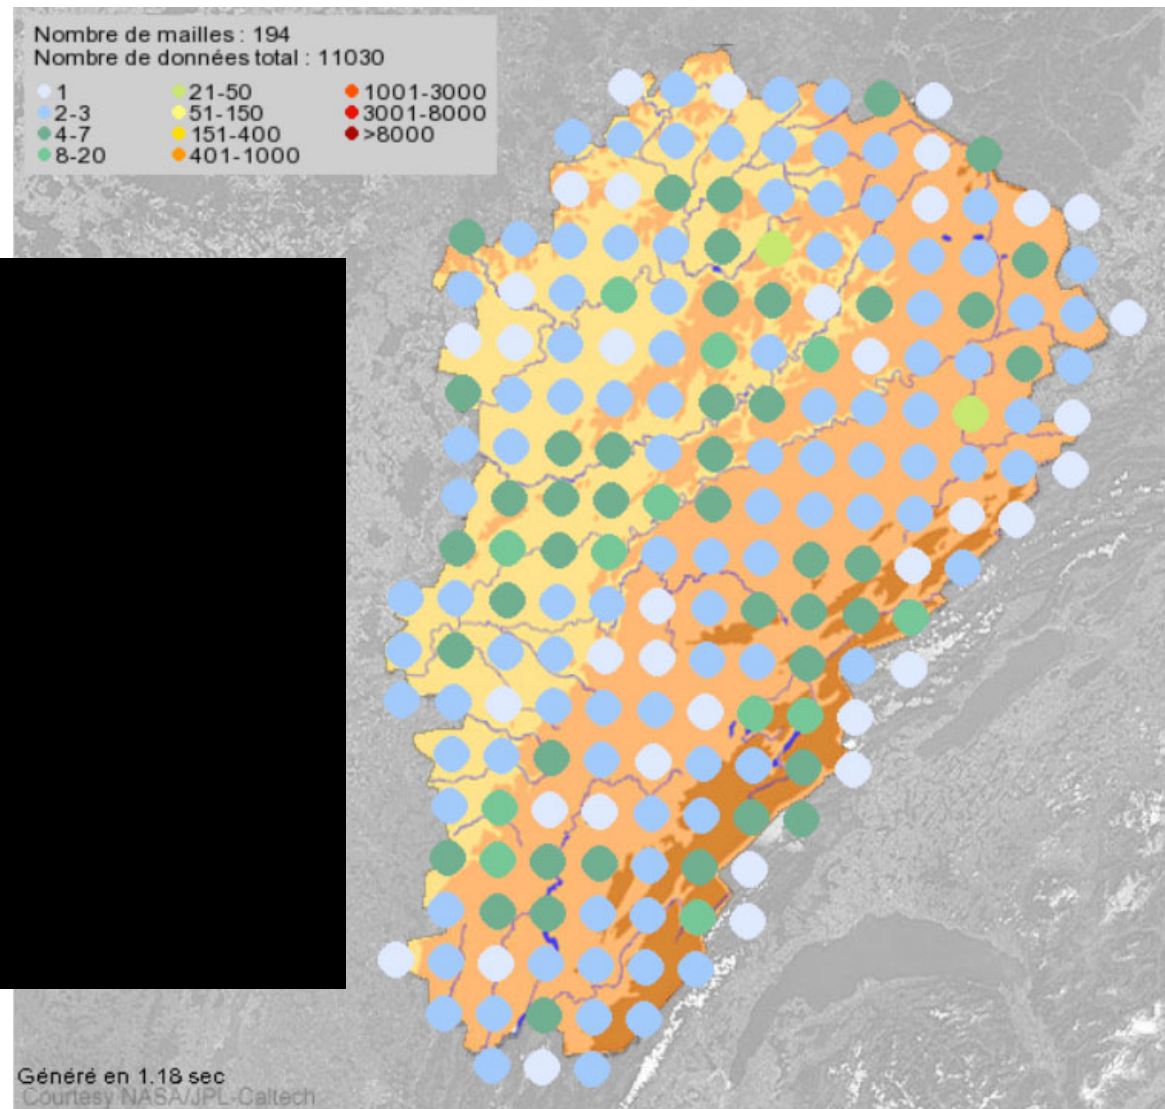 Nombre de mailles : 194
Nombre de données total : 11030
1 21-50 1001-3000
2-3 51-150 3001-8000
4-7 151-400 >8000
8-20 401-1000
Généré en 1.18 sec
Courtesy NASA/JPL-Caltech